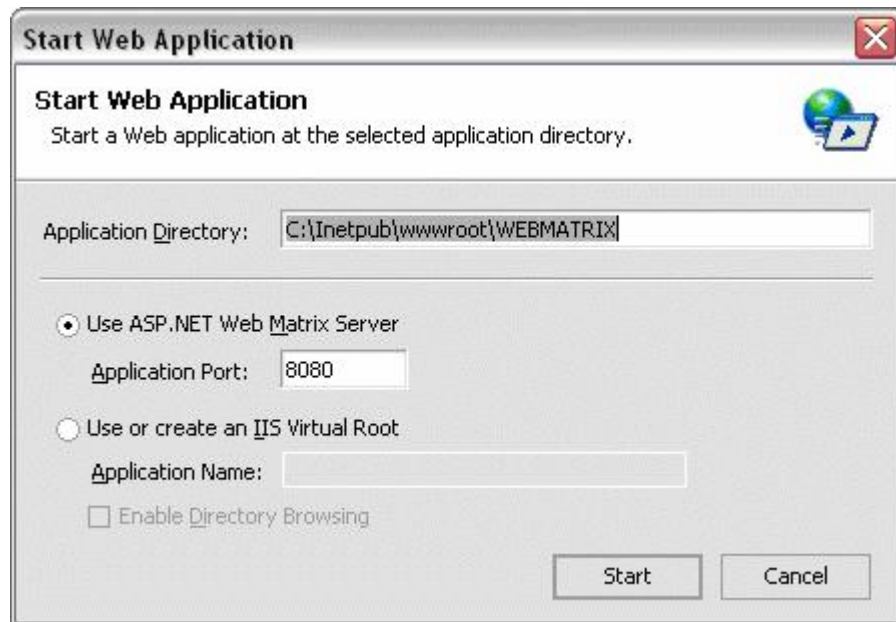 Start Web Application
Start Web Application
Start a Web application at the selected application directory.
Application Directory: C:\Inetpub\wwwroot\WEBMATRIX
Use ASP.NET Web Matrix Server
Application Port: 8080
Use or create an IIS Virtual Root
Application Name:
Enable Directory Browsing
Start Cancel